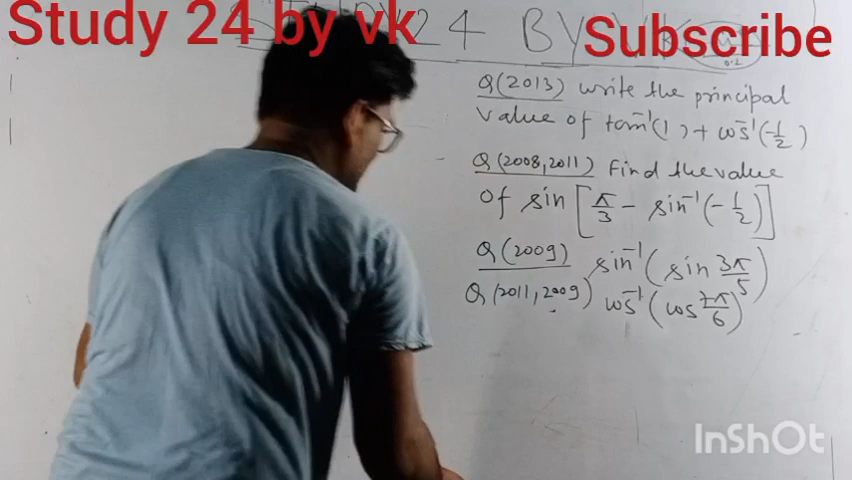 Study 24 by vk
Subscribe
24 BY
Q(2013) write the principal
value of tan⁻¹(1) + cos⁻¹(-1/2)
Q(2008,2011) Find the value
of sin [π/3 - sin⁻¹(-1/2)]
Q(2009) sin⁻¹(sin 3π/5)
Q(2011,2009) cos⁻¹(cos 7π/6)
InShOt